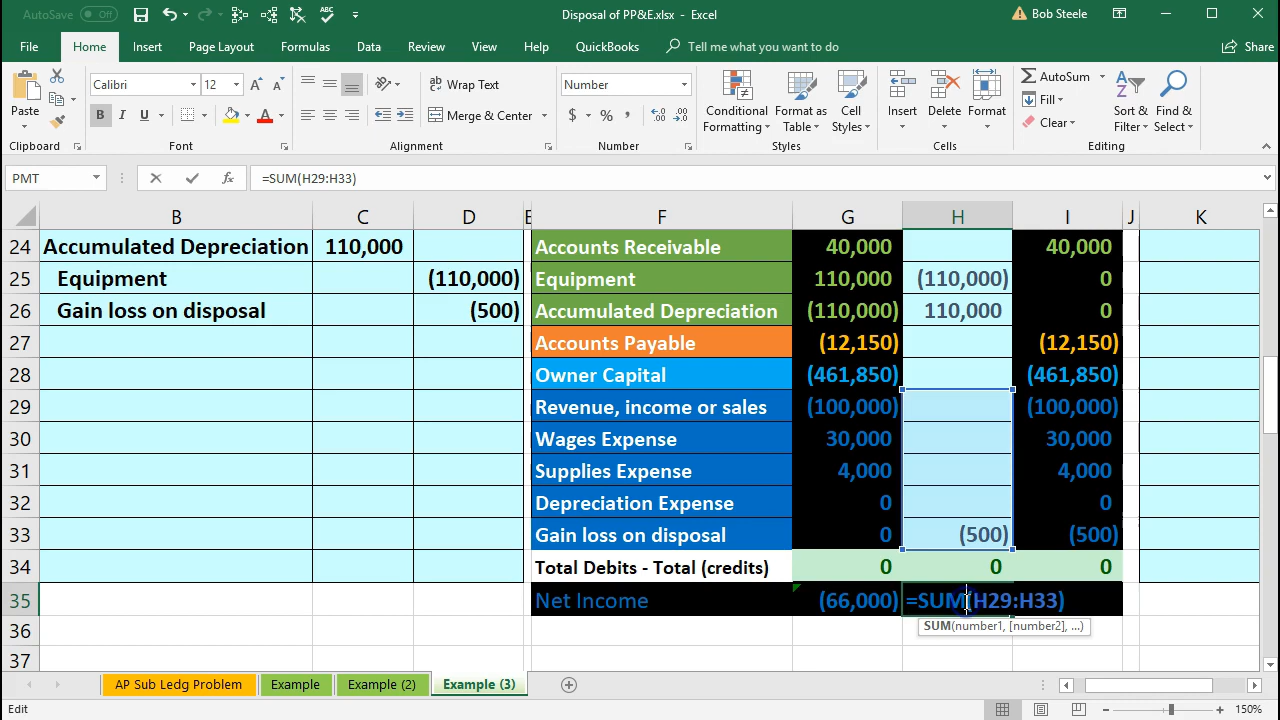 AutoSave Off Disposal of PP&E.xlsx - Excel Bob Steele
File Home Insert Page Layout Formulas Data Review View Help QuickBooks Tell me what you want to do Share
Paste Calibri 12 A A ab Wrap Text Number Conditional Formatting Format as Table Cell Styles Insert Delete Format AutoSum Sort & Filter Find & Select
B I U A Merge & Center $ % , Fill Clear
Clipboard Font Alignment Number Styles Cells Editing
PMT fx =SUM(H29:H33)
B C D E F G H I J K
24 Accumulated Depreciation 110,000 Accounts Receivable 40,000 40,000
25 Equipment (110,000) Equipment 110,000 (110,000) 0
26 Gain loss on disposal (500) Accumulated Depreciation (110,000) 110,000 0
27 Accounts Payable (12,150) (12,150)
28 Owner Capital (461,850) (461,850)
29 Revenue, income or sales (100,000) (100,000)
30 Wages Expense 30,000 30,000
31 Supplies Expense 4,000 4,000
32 Depreciation Expense 0 0
33 Gain loss on disposal 0 (500) (500)
34 Total Debits - Total (credits) 0 0 0
35 Net Income (66,000) =SUM(H29:H33)
36 SUM(number1, [number2], ...)
37
AP Sub Ledg Problem Example Example (2) Example (3)
Edit 150%